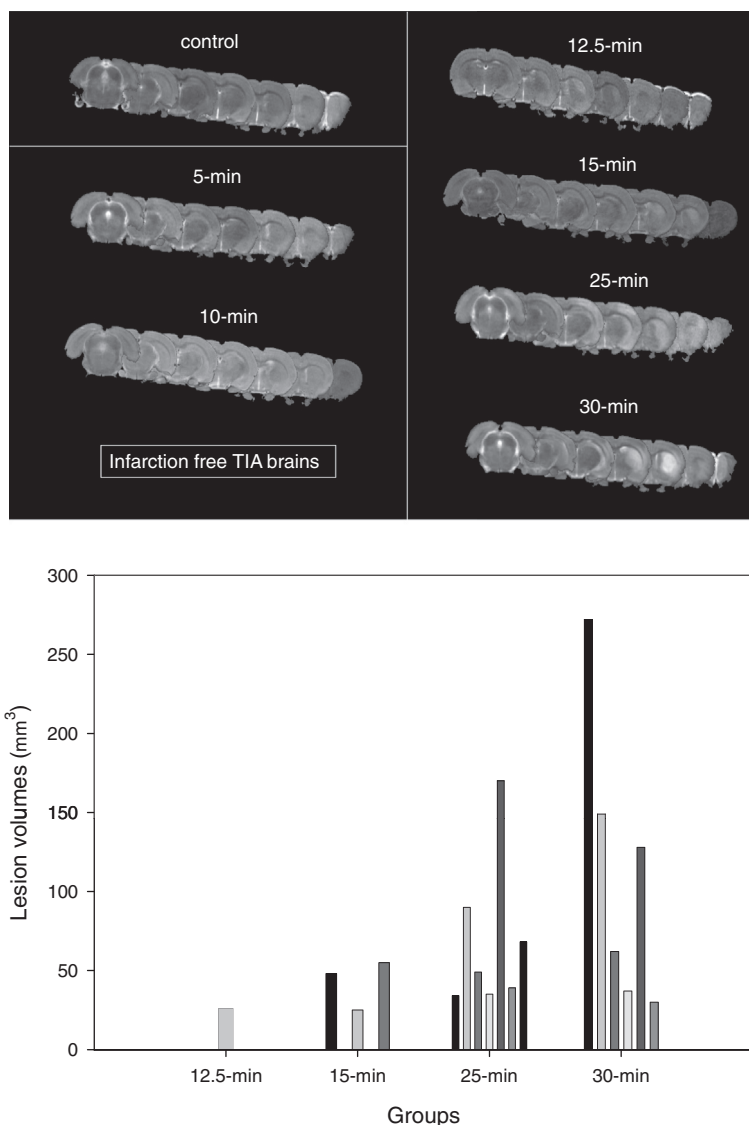 control
5-min
10-min
Infarction free TIA brains
12.5-min
15-min
25-min
30-min
300
250
200
150
100
50
0
Lesion volumes (mm³)
12.5-min
15-min
25-min
30-min
Groups